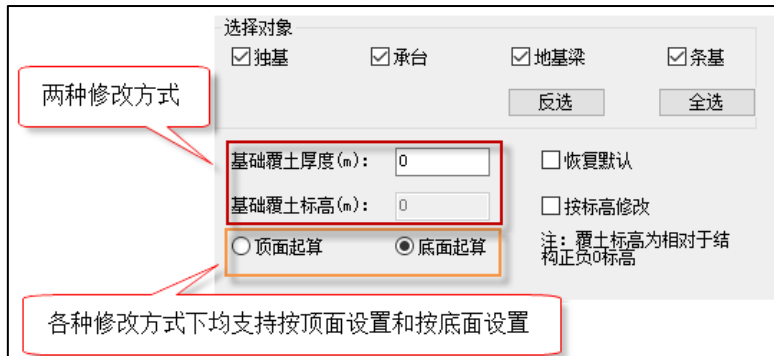 选择对象
独基 承台 地基梁 条基
反选 全选
两种修改方式
基础覆土厚度(m): 0 恢复默认
基础覆土标高(m): 0 按标高修改
顶面起算 底面起算 注: 覆土标高为相对于结
构正负0标高
各种修改方式下均支持按顶面设置和按底面设置